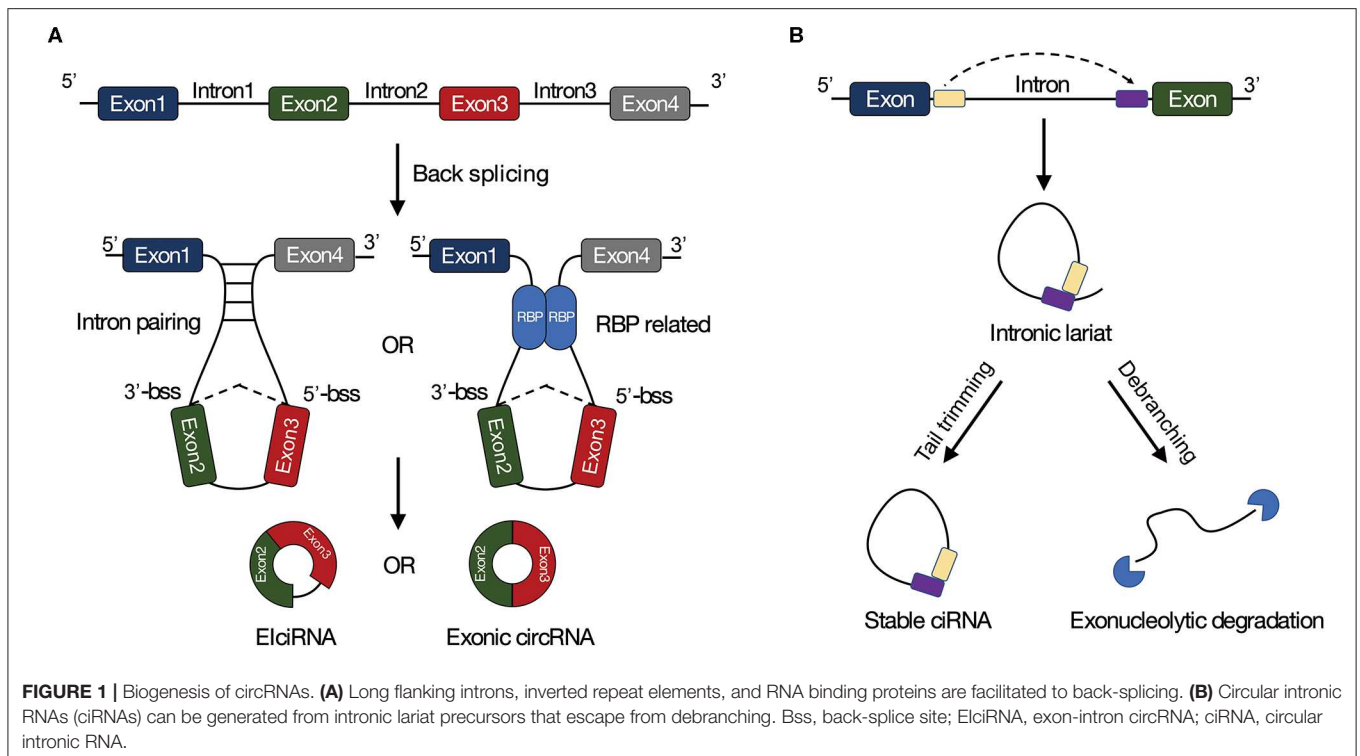 A
5’ Exon1 Intron1 Exon2 Intron2 Exon3 Intron3 Exon4 3’
Back splicing
5’ Exon1 Exon4 3’
Intron pairing
3’-bss 5’-bss
Exon2 Exon3
OR
5’ Exon1 Exon4 3’
RBP RBP
RBP related
3’-bss 5’-bss
Exon2 Exon3
Exon2 Exon3
OR
Exon2 Exon3
EIciRNA
Exonic circRNA
B
5’ Exon Intron Exon 3’
Intronic lariat
Tail trimming
Debranching
Stable ciRNA
Exonucleolytic degradation
FIGURE 1 | Biogenesis of circRNAs. (A) Long flanking introns, inverted repeat elements, and RNA binding proteins are facilitated to back-splicing. (B) Circular intronic
RNAs (ciRNAs) can be generated from intronic lariat precursors that escape from debranching. Bss, back-splice site; EIciRNA, exon-intron circRNA; ciRNA, circular
intronic RNA.